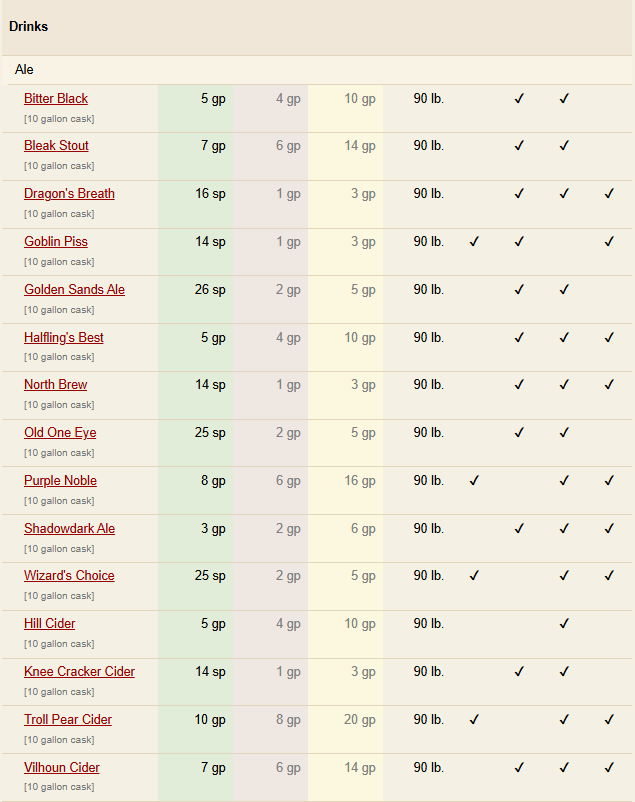 Drinks
Ale
Bitter Black 5 gp 4 gp 10 gp 90 lb. ✓ ✓
[10 gallon cask]
Bleak Stout 7 gp 6 gp 14 gp 90 lb. ✓ ✓
[10 gallon cask]
Dragon's Breath 16 sp 1 gp 3 gp 90 lb. ✓ ✓ ✓
[10 gallon cask]
Goblin Piss 14 sp 1 gp 3 gp 90 lb. ✓ ✓ ✓
[10 gallon cask]
Golden Sands Ale 26 sp 2 gp 5 gp 90 lb. ✓ ✓
[10 gallon cask]
Halfling's Best 5 gp 4 gp 10 gp 90 lb. ✓ ✓ ✓
[10 gallon cask]
North Brew 14 sp 1 gp 3 gp 90 lb. ✓ ✓ ✓
[10 gallon cask]
Old One Eye 25 sp 2 gp 5 gp 90 lb. ✓ ✓
[10 gallon cask]
Purple Noble 8 gp 6 gp 16 gp 90 lb. ✓ ✓ ✓
[10 gallon cask]
Shadowdark Ale 3 gp 2 gp 6 gp 90 lb. ✓ ✓ ✓
[10 gallon cask]
Wizard's Choice 25 sp 2 gp 5 gp 90 lb. ✓ ✓ ✓
[10 gallon cask]
Hill Cider 5 gp 4 gp 10 gp 90 lb. ✓
[10 gallon cask]
Knee Cracker Cider 14 sp 1 gp 3 gp 90 lb. ✓ ✓
[10 gallon cask]
Troll Pear Cider 10 gp 8 gp 20 gp 90 lb. ✓ ✓ ✓
[10 gallon cask]
Vilhoun Cider 7 gp 6 gp 14 gp 90 lb. ✓ ✓ ✓
[10 gallon cask]